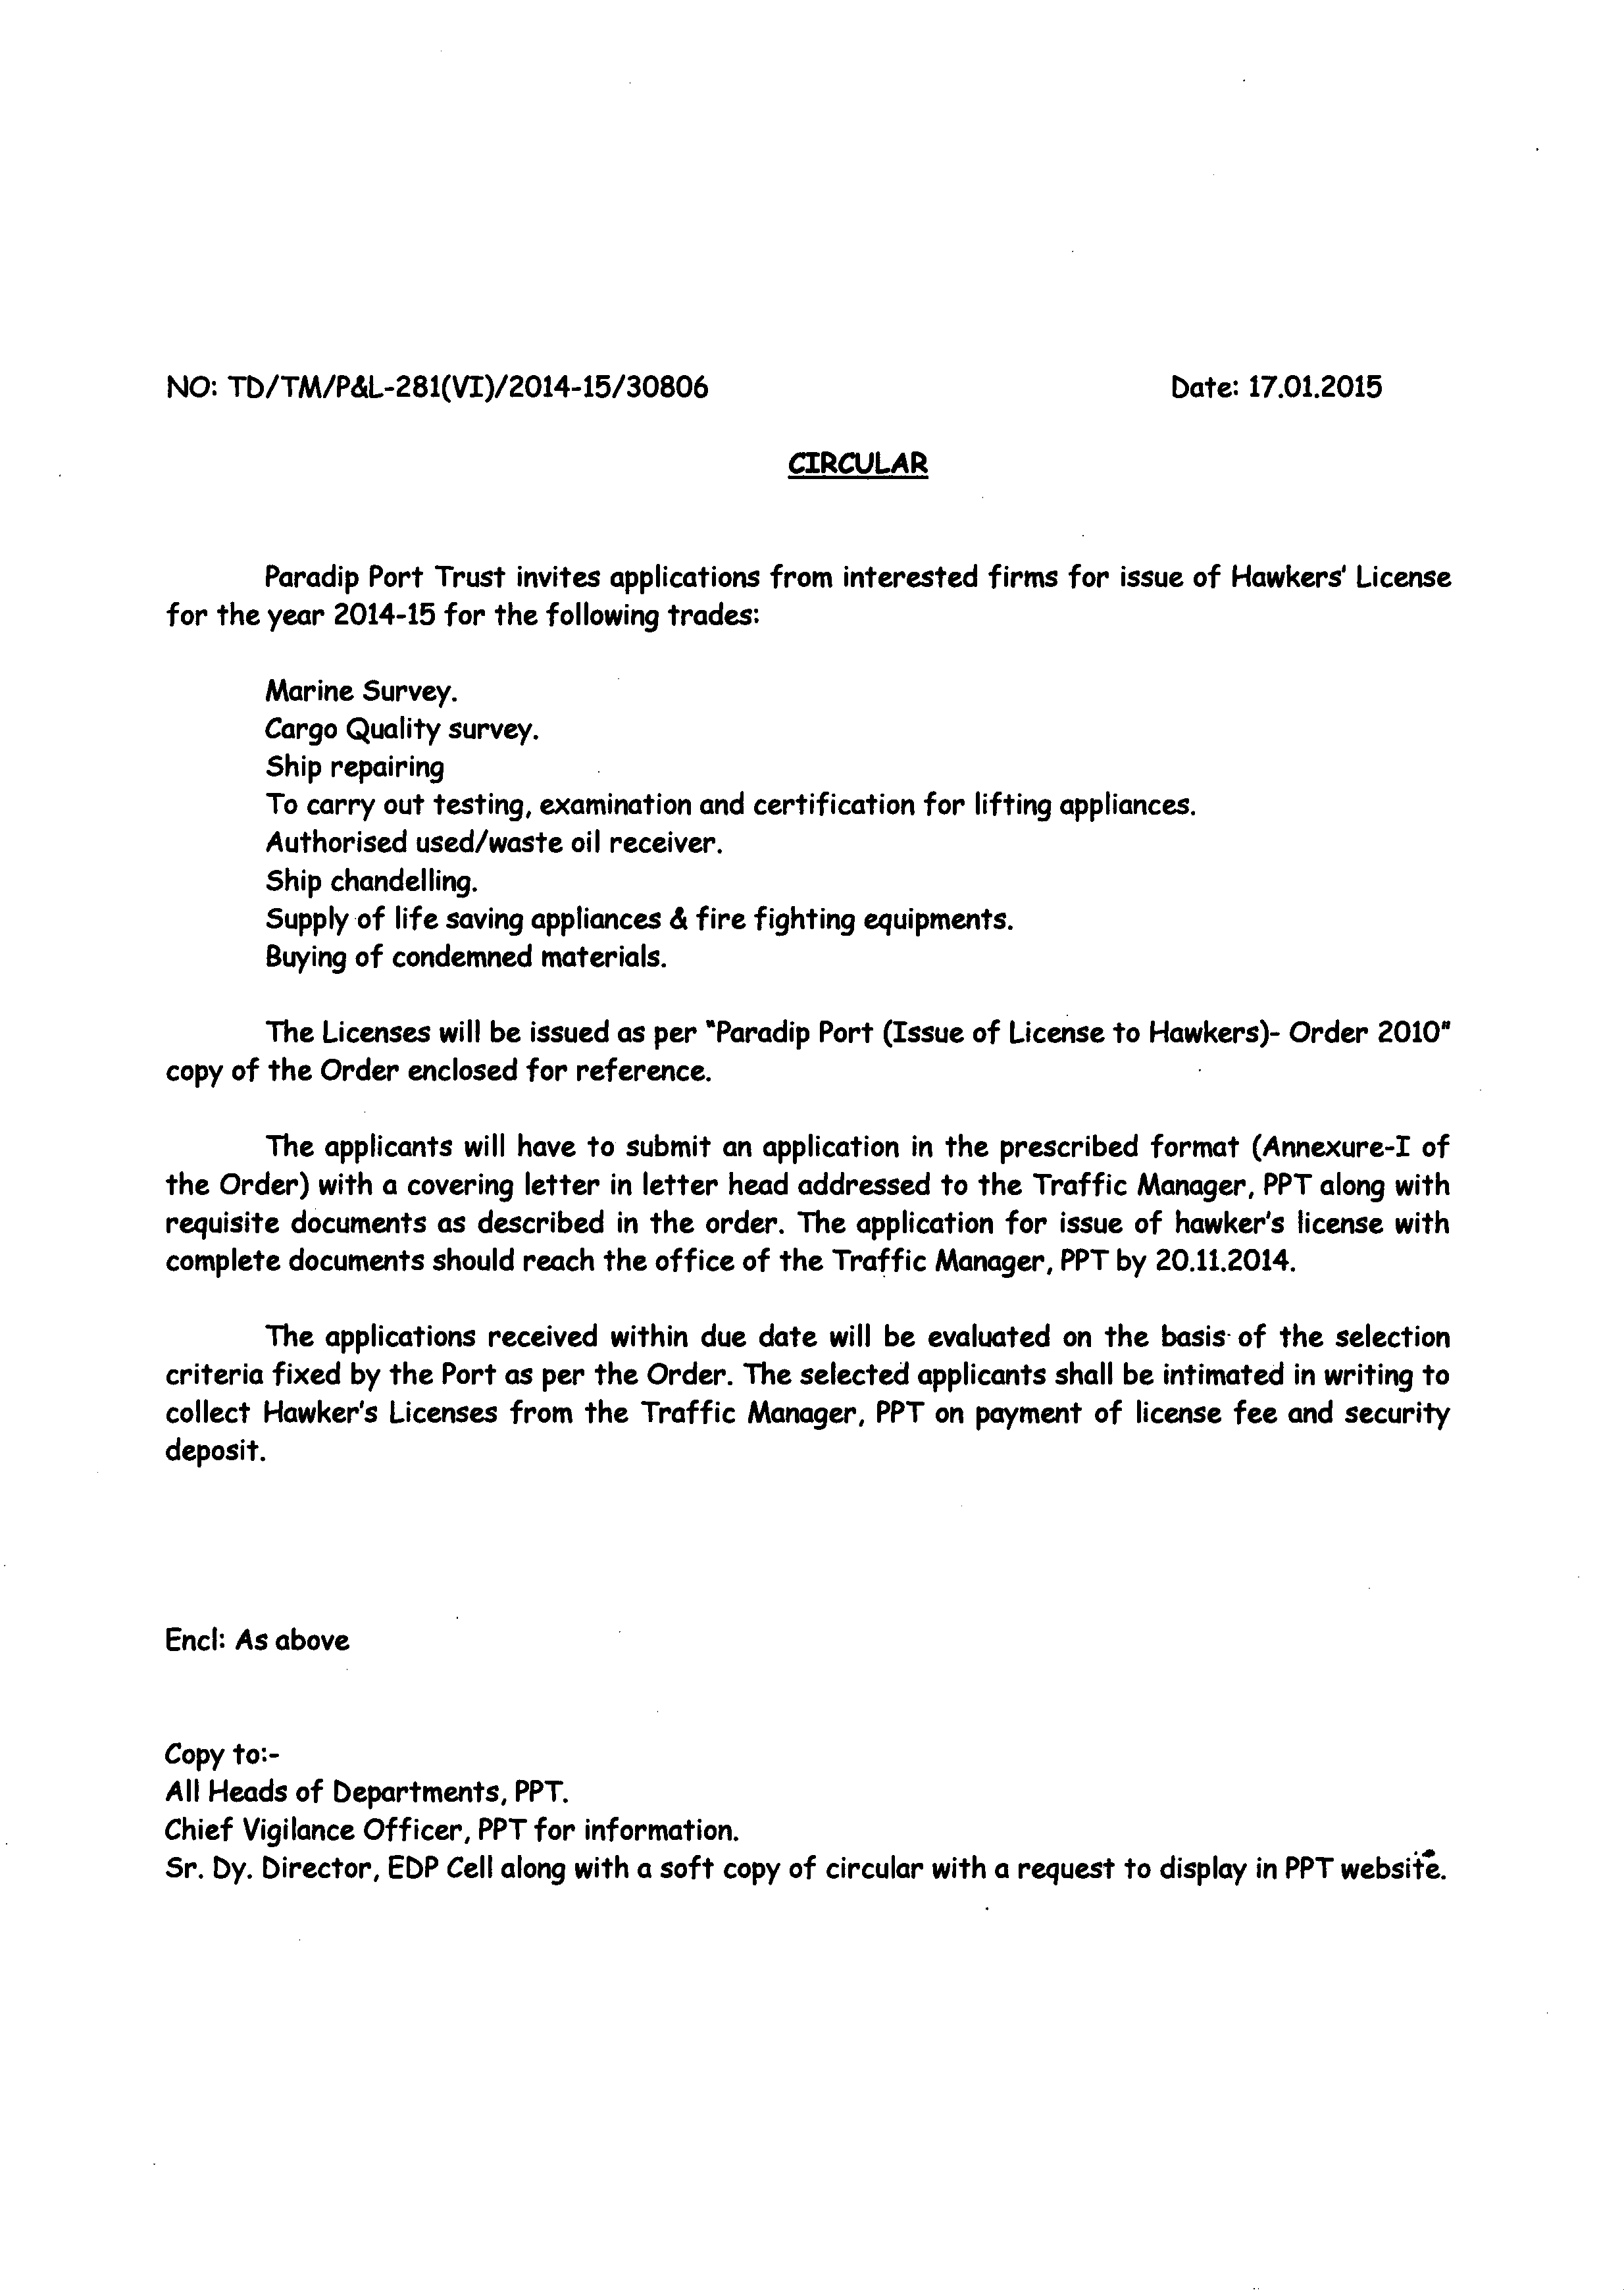 NO: TD/TM/P&L-281(VI)/2014-15/30806 Date: 17.01.2015
CIRCULAR
Paradip Port Trust invites applications from interested firms for issue of Hawkers' License
for the year 2014-15 for the following trades:
Marine Survey.
Cargo Quality survey.
Ship repairing
To carry out testing, examination and certification for lifting appliances.
Authorised used/waste oil receiver.
Ship chandelling.
Supply of life saving appliances & fire fighting equipments.
Buying of condemned materials.
The Licenses will be issued as per "Paradip Port (Issue of License to Hawkers)- Order 2010"
copy of the Order enclosed for reference.
The applicants will have to submit an application in the prescribed format (Annexure-I of
the Order) with a covering letter in letter head addressed to the Traffic Manager, PPT along with
requisite documents as described in the order. The application for issue of hawker's license with
complete documents should reach the office of the Traffic Manager, PPT by 20.11.2014.
The applications received within due date will be evaluated on the basis of the selection
criteria fixed by the Port as per the Order. The selected applicants shall be intimated in writing to
collect Hawker's Licenses from the Traffic Manager, PPT on payment of license fee and security
deposit.
Encl: As above
Copy to:-
All Heads of Departments, PPT.
Chief Vigilance Officer, PPT for information.
Sr. Dy. Director, EDP Cell along with a soft copy of circular with a request to display in PPT website.